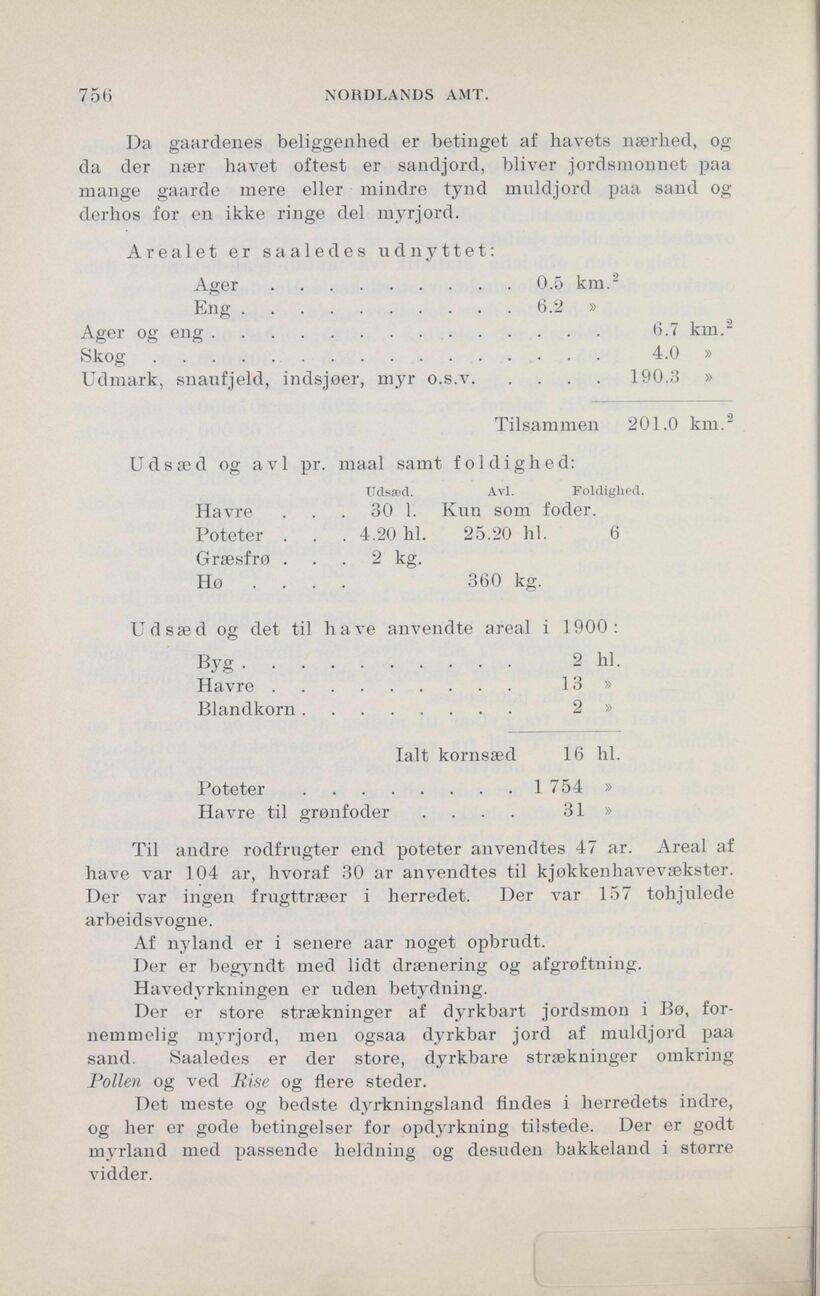 756 NORDLANDS AMT.
Da gaardenes beliggenhed er betinget af havets nærhed, og
da der nær havet oftest er sandjord, bliver jordsmonnet paa
mange gaarde mere eller mindre tynd muldjord paa sand og
derhos for en ikke ringe del myrjord.
Arealet er saaledes udnyttet:
Ager . . . . . . . . . 0.5 km.²
Eng . . . . . . . . . . 6.2 »
Ager og eng . . . . . . . . . . . . . . 6.7 km.²
Skog . . . . . . . . . . . . . . . . 4.0 »
Udmark, snaufjeld, indsjøer, myr o.s.v. . . . . 190.3 »
Tilsammen 201.0 km.²
Udsæd og avl pr. maal samt foldighed:
Udsæd. Avl. Foldighed.
Havre . . . 30 l. Kun som foder.
Poteter . . . 4.20 hl. 25.20 hl. 6
Græsfrø . . . 2 kg.
Hø . . . . 360 kg.
Udsæd og det til have anvendte areal i 1900:
Byg . . . . . . . . . . 2 hl.
Havre . . . . . . . . . 13 »
Blandkorn . . . . . . . . 2 »
Ialt kornsæd 16 hl.
Poteter . . . . . . . . 1 754 »
Havre til grønfoder . . . . 31 »
Til andre rodfrugter end poteter anvendtes 47 ar. Areal af
have var 104 ar, hvoraf 30 ar anvendtes til kjøkkenhavevækster.
Der var ingen frugttræer i herredet. Der var 157 tohjulede
arbeidsvogne.
Af nyland er i senere aar noget opbrudt.
Der er begyndt med lidt drænering og afgrøftning.
Havedyrkningen er uden betydning.
Der er store strækninger af dyrkbart jordsmon i Bø, for-
nemmelig myrjord, men ogsaa dyrkbar jord af muldjord paa
sand. Saaledes er der store, dyrkbare strækninger omkring
Pollen og ved Rise og flere steder.
Det meste og bedste dyrkningsland findes i herredets indre,
og her er gode betingelser for opdyrkning tilstede. Der er godt
myrland med passende heldning og desuden bakkeland i større
vidder.